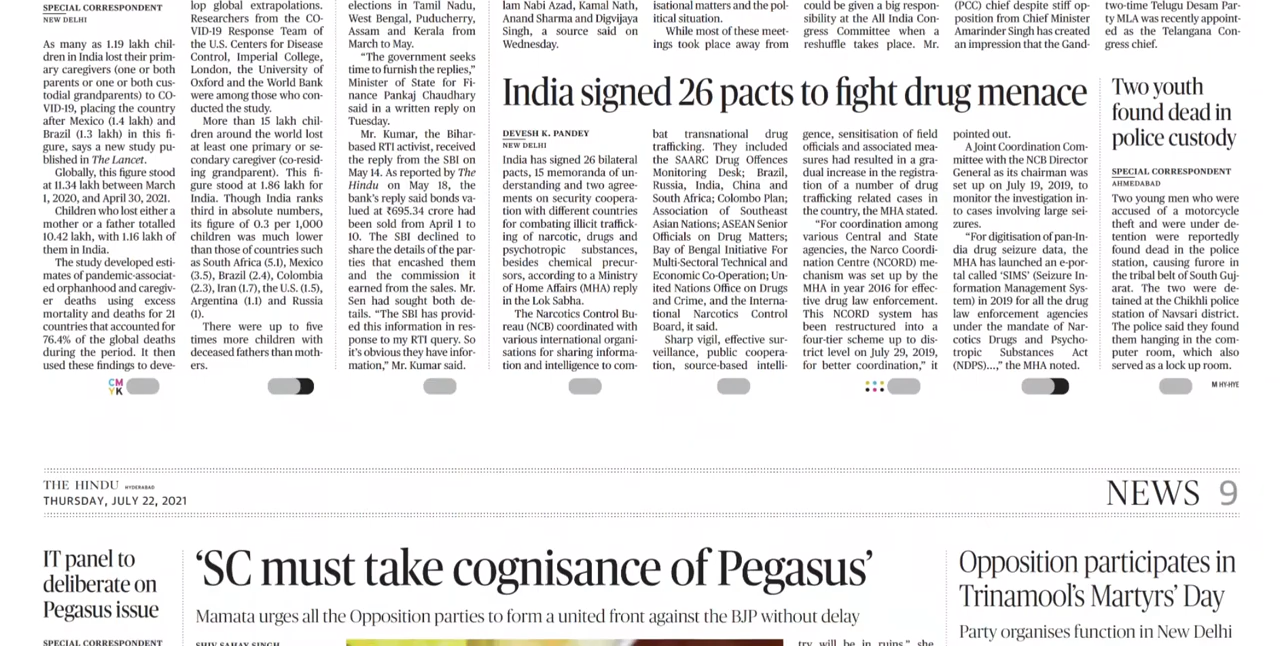 SPECIAL CORRESPONDENT
NEW DELHI
As many as 1.19 lakh chil-
dren in India lost their prim-
ary caregivers (one or both
parents or one or both cus-
todial grandparents) to CO-
VID-19, placing the country
after Mexico (1.4 lakh) and
Brazil (1.3 lakh) in this fi-
gure, says a new study pu-
blished in The Lancet.
Globally, this figure stood
at 11.34 lakh between March
1, 2020, and April 30, 2021.
Children who lost either a
mother or a father totalled
10.42 lakh, with 1.16 lakh of
them in India.
The study developed esti-
mates of pandemic-associat-
ed orphanhood and caregiv-
er deaths using excess
mortality and deaths for 21
countries that accounted for
76.4% of the global deaths
during the period. It then
used these findings to deve-
lop global extrapolations.
Researchers from the CO-
VID-19 Response Team of
the U.S. Centers for Disease
Control, Imperial College,
London, the University of
Oxford and the World Bank
were among those who con-
ducted the study.
More than 15 lakh chil-
dren around the world lost
at least one primary or se-
condary caregiver (co-resid-
ing grandparent). This fi-
gure stood at 1.86 lakh for
India. Though India ranks
third in absolute numbers,
its figure of 0.3 per 1,000
children was much lower
than those of countries such
as South Africa (5.1), Mexico
(3.5), Brazil (2.4), Colombia
(2.3), Iran (1.7), the U.S. (1.5),
Argentina (1.1) and Russia
(1).
There were up to five
times more children with
deceased fathers than moth-
ers.
elections in Tamil Nadu,
West Bengal, Puducherry,
Assam and Kerala from
March to May.
"The government seeks
time to furnish the replies,"
Minister of State for Fi-
nance Pankaj Chaudhary
said in a written reply on
Tuesday.
Mr. Kumar, the Bihar-
based RTI activist, received
the reply from the SBI on
May 14. As reported by The
Hindu on May 18, the
bank's reply said bonds va-
lued at ₹695.34 crore had
been sold from April 1 to
10. The SBI declined to
share the details of the par-
ties that encashed them
and the commission it
earned from the sales. Mr.
Sen had sought both de-
tails. "The SBI has provid-
ed this information in res-
ponse to my RTI query. So
it's obvious they have infor-
mation," Mr. Kumar said.
lam Nabi Azad, Kamal Nath,
Anand Sharma and Digvijaya
Singh, a source said on
Wednesday.
isational matters and the pol-
itical situation.
While most of these meet-
ings took place away from
could be given a big respon-
sibility at the All India Con-
gress Committee when a
reshuffle takes place. Mr.
(PCC) chief despite stiff op-
position from Chief Minister
Amarinder Singh has created
an impression that the Gand-
two-time Telugu Desam Par-
ty MLA was recently appoint-
ed as the Telangana Con-
gress chief.
India signed 26 pacts to fight drug menace
DEVESH K. PANDEY
NEW DELHI
India has signed 26 bilateral
pacts, 15 memoranda of un-
derstanding and two agree-
ments on security coopera-
tion with different countries
for combating illicit traffick-
ing of narcotic, drugs and
psychotropic substances,
besides chemical precur-
sors, according to a Ministry
of Home Affairs (MHA) reply
in the Lok Sabha.
The Narcotics Control Bu-
reau (NCB) coordinated with
various international organi-
sations for sharing informa-
tion and intelligence to com-
bat transnational drug
trafficking. They included
the SAARC Drug Offences
Monitoring Desk; Brazil,
Russia, India, China and
South Africa; Colombo Plan;
Association of Southeast
Asian Nations; ASEAN Senior
Officials on Drug Matters;
Bay of Bengal Initiative For
Multi-Sectoral Technical and
Economic Co-Operation; Un-
ited Nations Office on Drugs
and Crime, and the Interna-
tional Narcotics Control
Board, it said.
Sharp vigil, effective sur-
veillance, public coopera-
tion, source-based intelli-
gence, sensitisation of field
officials and associated mea-
sures had resulted in a gra-
dual increase in the registra-
tion of a number of drug
trafficking related cases in
the country, the MHA stated.
"For coordination among
various Central and State
agencies, the Narco Coordi-
nation Centre (NCORD) me-
chanism was set up by the
MHA in year 2016 for effec-
tive drug law enforcement.
This NCORD system has
been restructured into a
four-tier scheme up to dis-
trict level on July 29, 2019,
for better coordination," it
pointed out.
A Joint Coordination Com-
mittee with the NCB Director
General as its chairman was
set up on July 19, 2019, to
monitor the investigation in-
to cases involving large sei-
zures.
"For digitisation of pan-In-
dia drug seizure data, the
MHA has launched an e-por-
tal called 'SIMS' (Seizure In-
formation Management Sys-
tem) in 2019 for all the drug
law enforcement agencies
under the mandate of Nar-
cotics Drugs and Psycho-
tropic Substances Act
(NDPS)...," the MHA noted.
Two youth
found dead in
police custody
SPECIAL CORRESPONDENT
AHMEDABAD
Two young men who were
accused of a motorcycle
theft and were under de-
tention were reportedly
found dead in the police
station, causing furore in
the tribal belt of South Guj-
arat. The two were de-
tained at the Chikhli police
station of Navsari district.
The police said they found
them hanging in the com-
puter room, which also
served as a lock up room.
CM
YK
M HY-HYE
THE HINDU HYDERABAD
THURSDAY, JULY 22, 2021
NEWS 9
IT panel to
deliberate on
Pegasus issue
SPECIAL CORRESPONDENT
'SC must take cognisance of Pegasus'
Mamata urges all the Opposition parties to form a united front against the BJP without delay
SHIV SAHAY SINGH
try will be in ruins," she
Opposition participates in
Trinamool's Martyrs' Day
Party organises function in New Delhi